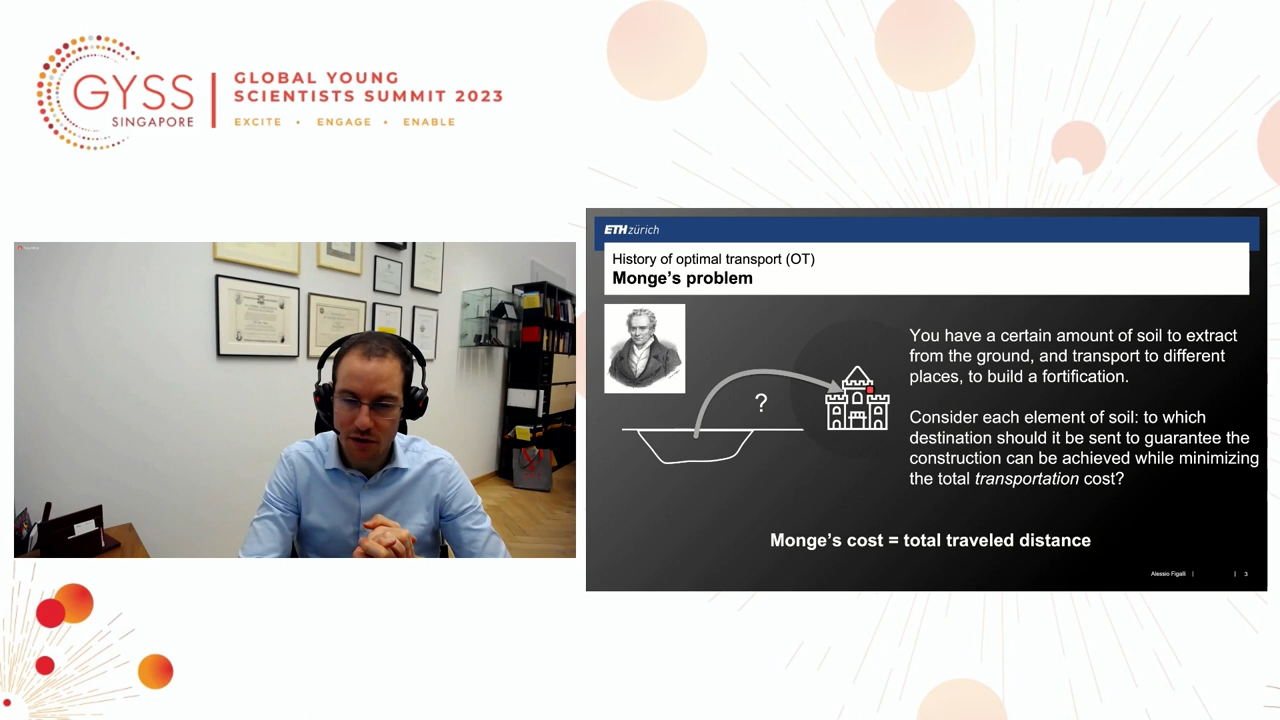 GYSS
SINGAPORE
GLOBAL YOUNG
SCIENTISTS SUMMIT 2023
EXCITE • ENGAGE • ENABLE
ETH zürich
History of optimal transport (OT)
Monge's problem
You have a certain amount of soil to extract
from the ground, and transport to different
places, to build a fortification.
?
Consider each element of soil: to which
destination should it be sent to guarantee the
construction can be achieved while minimizing
the total transportation cost?
Monge's cost = total traveled distance
Alessio Figalli | | 3